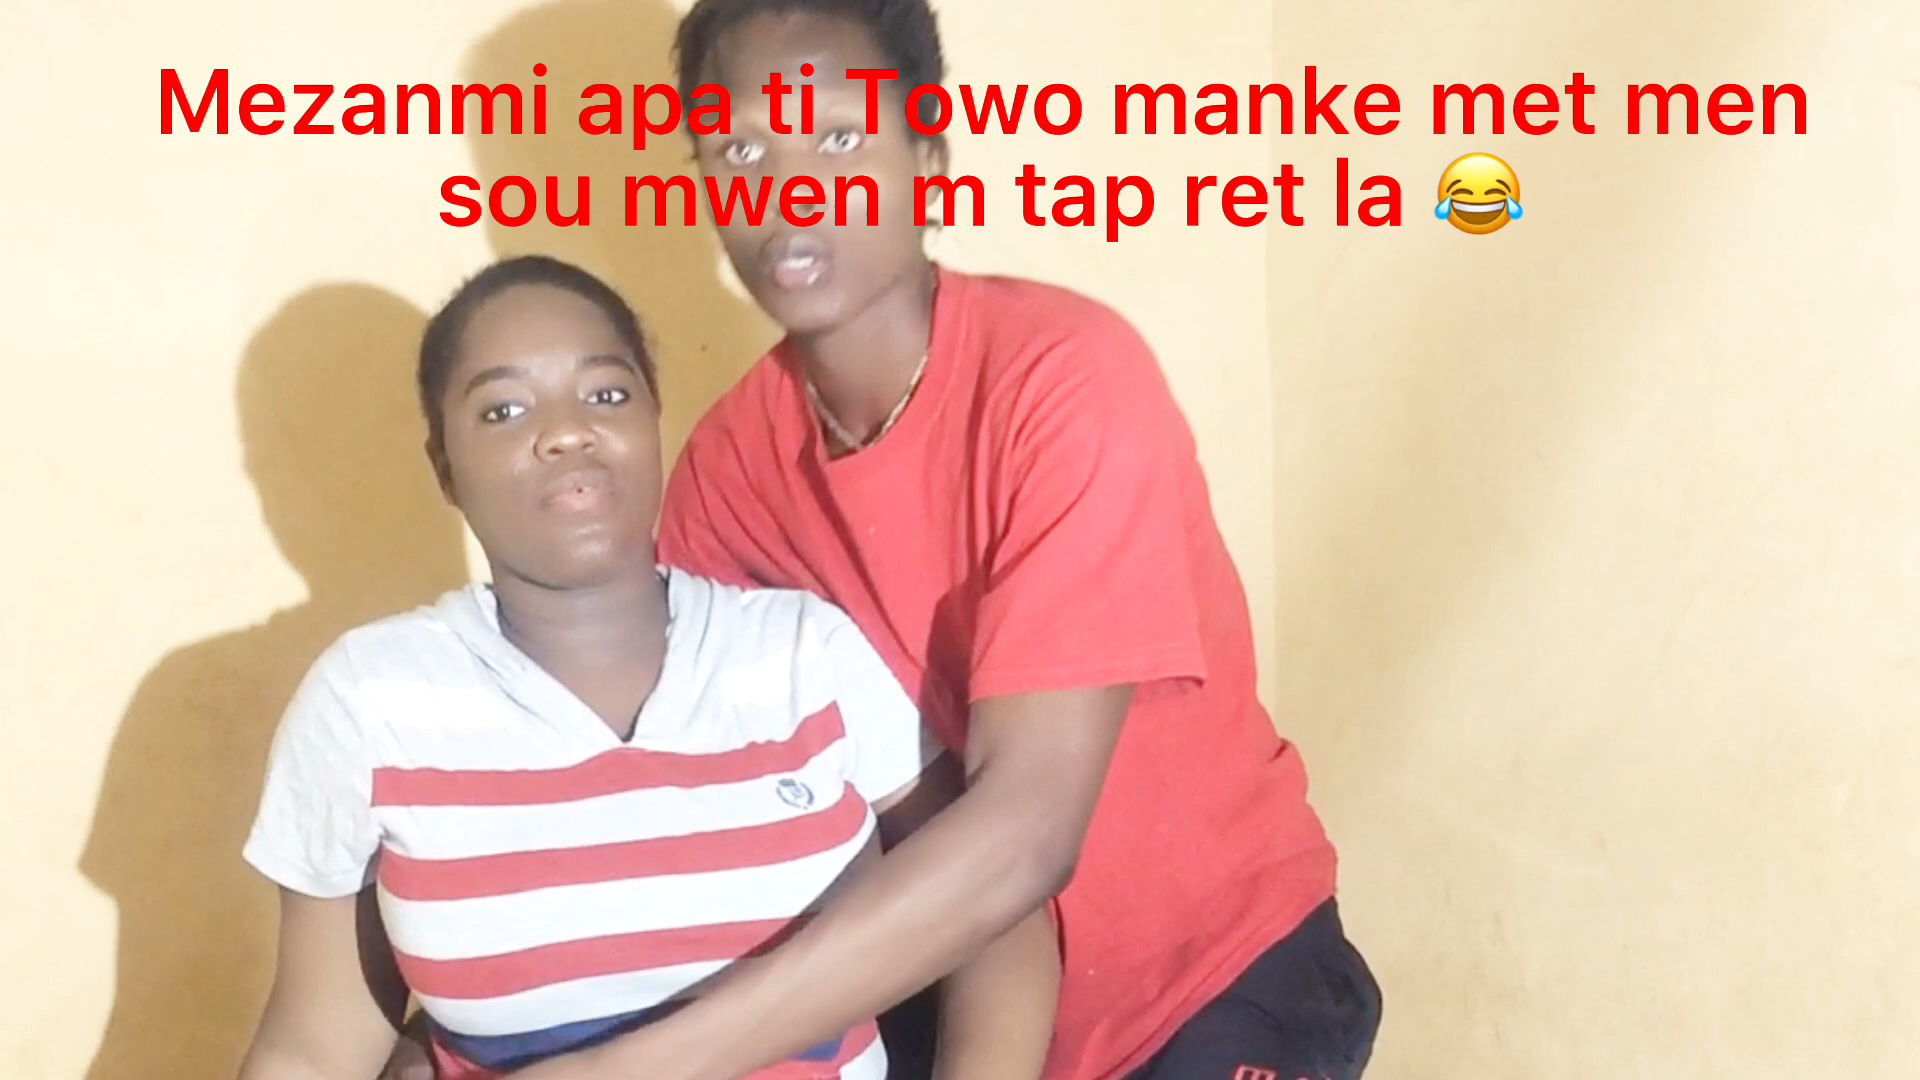 Mezanmi apa ti Towo manke met men
sou mwen m tap ret la 😂